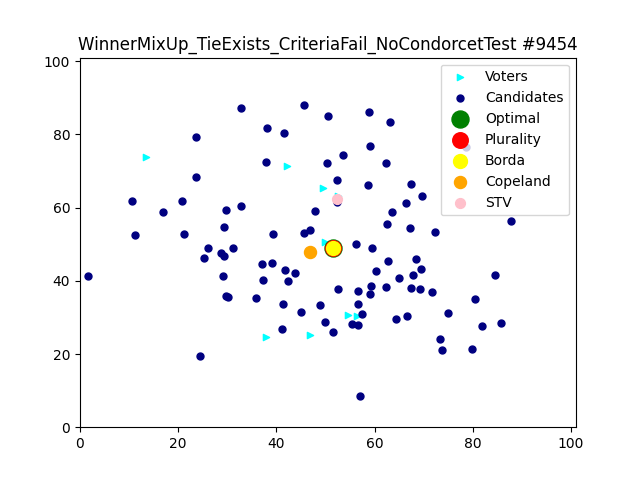 WinnerMixUp_TieExists_CriteriaFail_NoCondorcetTest #9454
100
80
60
40
20
0
0 20 40 60 80 100
Voters
Candidates
Optimal
Plurality
Borda
Copeland
STV